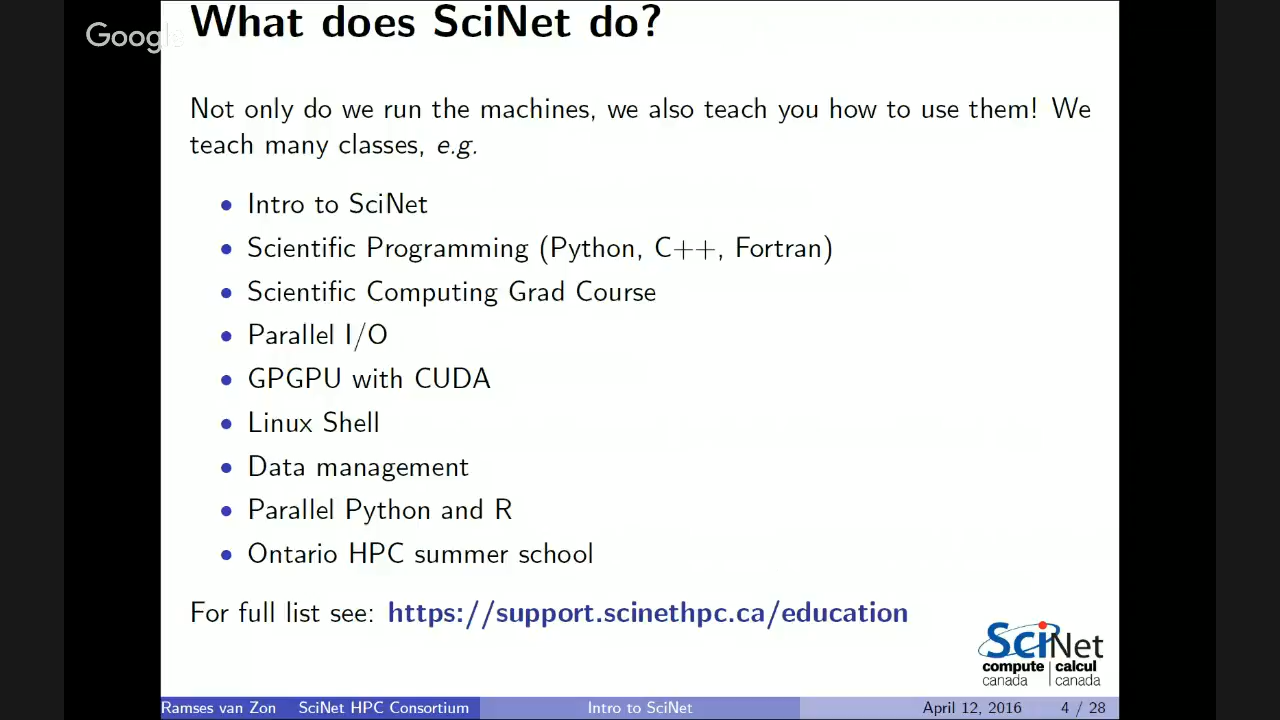 What does SciNet do?
Google
Not only do we run the machines, we also teach you how to use them! We
teach many classes, e.g.
• Intro to SciNet
• Scientific Programming (Python, C++, Fortran)
• Scientific Computing Grad Course
• Parallel I/O
• GPGPU with CUDA
• Linux Shell
• Data management
• Parallel Python and R
• Ontario HPC summer school
For full list see: https://support.scinethpc.ca/education
SciNet
compute | calcul
canada | canada
Ramses van Zon SciNet HPC Consortium Intro to SciNet April 12, 2016 4 / 28